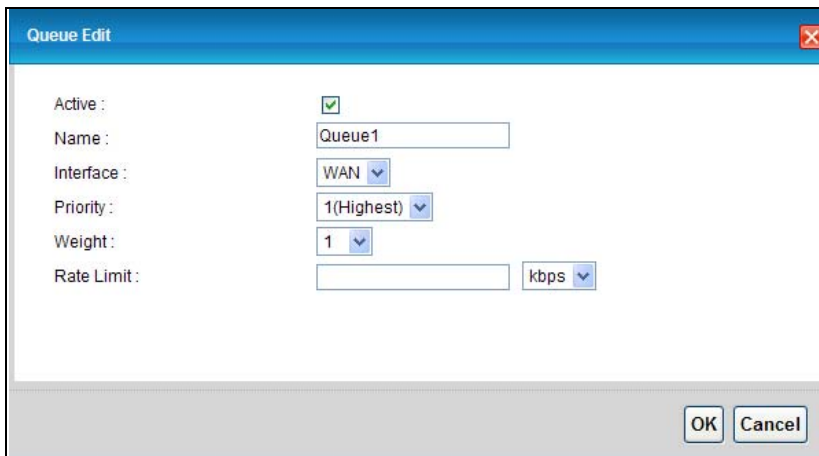 Queue Edit
Active :
Name : Queue1
Interface : WAN
Priority : 1(Highest)
Weight : 1
Rate Limit : kbps
OK Cancel